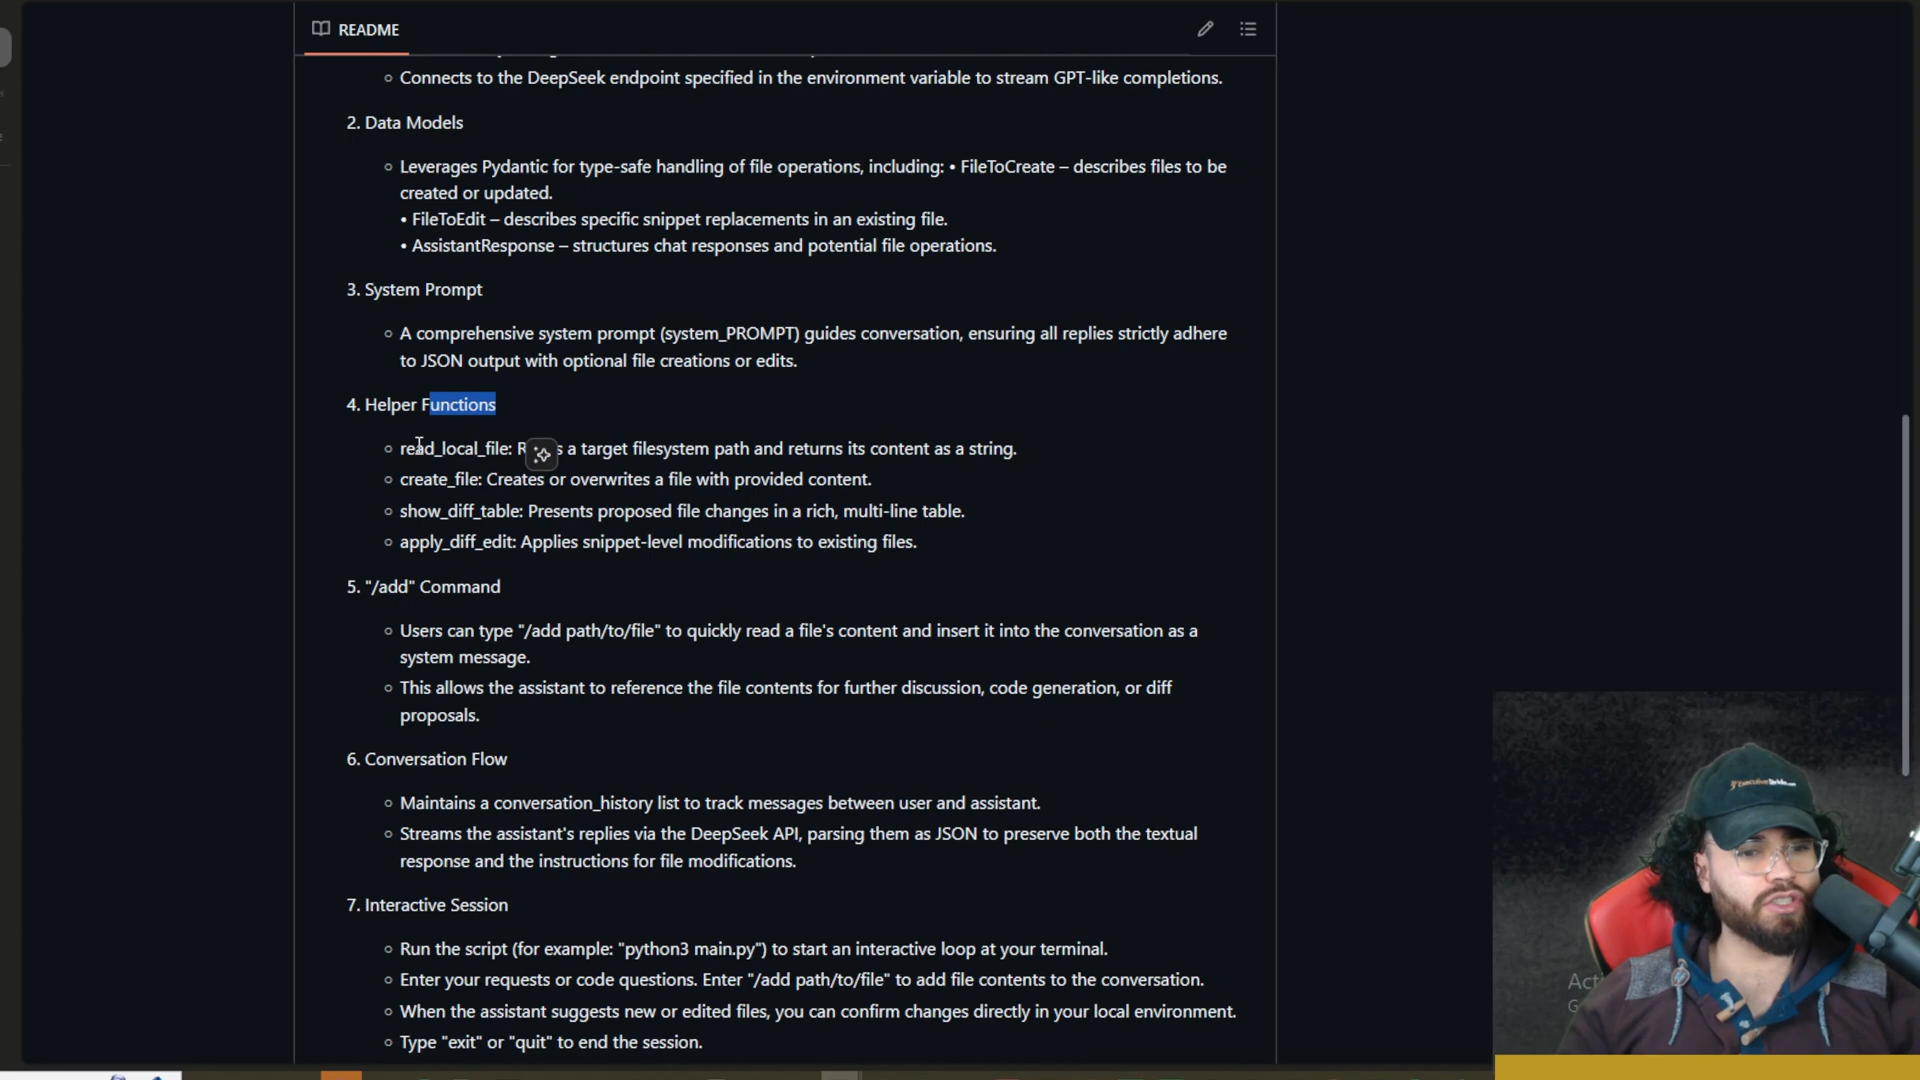 README
○ Connects to the DeepSeek endpoint specified in the environment variable to stream GPT-like completions.
2. Data Models
○ Leverages Pydantic for type-safe handling of file operations, including: • FileToCreate – describes files to be
created or updated.
• FileToEdit – describes specific snippet replacements in an existing file.
• AssistantResponse – structures chat responses and potential file operations.
3. System Prompt
○ A comprehensive system prompt (system_PROMPT) guides conversation, ensuring all replies strictly adhere
to JSON output with optional file creations or edits.
4. Helper Functions
○ read_local_file: a target filesystem path and returns its content as a string.
○ create_file: Creates or overwrites a file with provided content.
○ show_diff_table: Presents proposed file changes in a rich, multi-line table.
○ apply_diff_edit: Applies snippet-level modifications to existing files.
5. "/add" Command
○ Users can type "/add path/to/file" to quickly read a file's content and insert it into the conversation as a
system message.
○ This allows the assistant to reference the file contents for further discussion, code generation, or diff
proposals.
6. Conversation Flow
○ Maintains a conversation_history list to track messages between user and assistant.
○ Streams the assistant's replies via the DeepSeek API, parsing them as JSON to preserve both the textual
response and the instructions for file modifications.
7. Interactive Session
○ Run the script (for example: "python3 main.py") to start an interactive loop at your terminal.
○ Enter your requests or code questions. Enter "/add path/to/file" to add file contents to the conversation.
○ When the assistant suggests new or edited files, you can confirm changes directly in your local environment.
○ Type "exit" or "quit" to end the session.